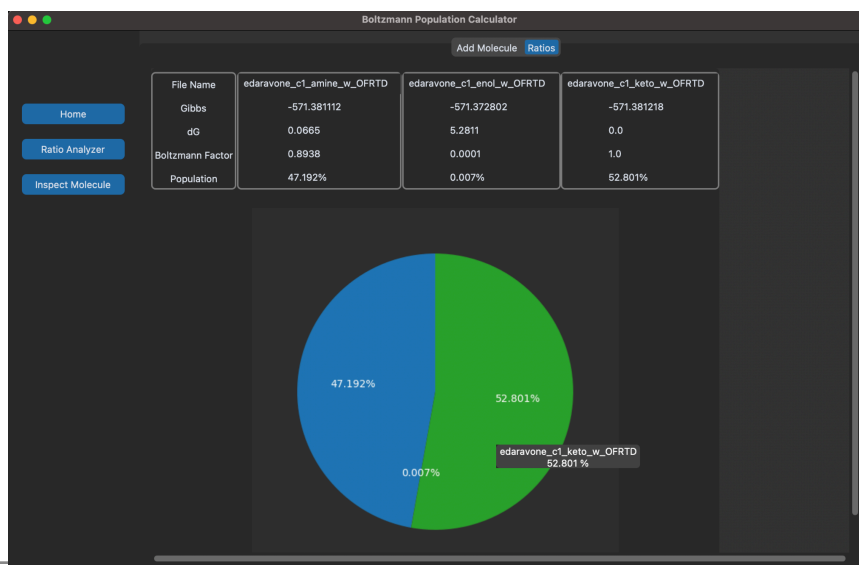 Boltzmann Population Calculator
Add Molecule Ratios
Home
Ratio Analyzer
Inspect Molecule
File Name edaravone_c1_amine_w_OFRTD edaravone_c1_enol_w_OFRTD edaravone_c1_keto_w_OFRTD
Gibbs -571.381112 -571.372802 -571.381218
dG 0.0665 5.2811 0.0
Boltzmann Factor 0.8938 0.0001 1.0
Population 47.192% 0.007% 52.801%
47.192%
52.801%
0.007%
edaravone_c1_keto_w_OFRTD
52.801 %